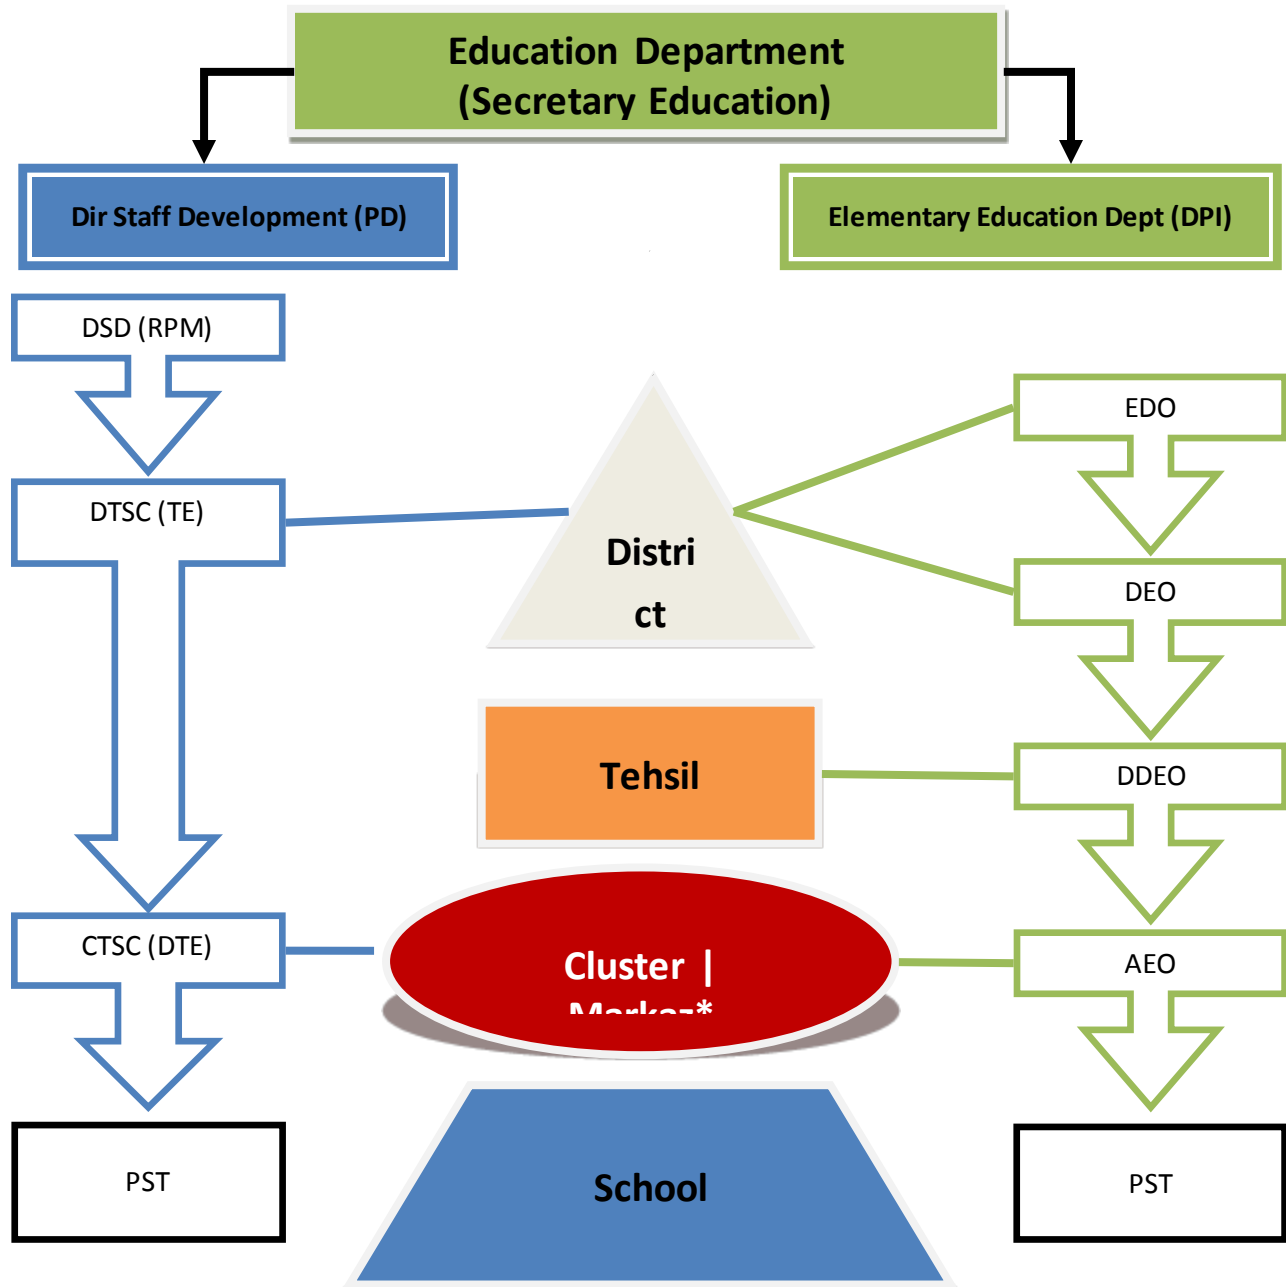 Education Department
(Secretary Education)
Dir Staff Development (PD)
Elementary Education Dept (DPI)
DSD (RPM)
EDO
DTSC (TE)
Distri
ct
DEO
Tehsil
DDEO
CTSC (DTE)
Cluster |
Markaz*
AEO
PST
School
PST